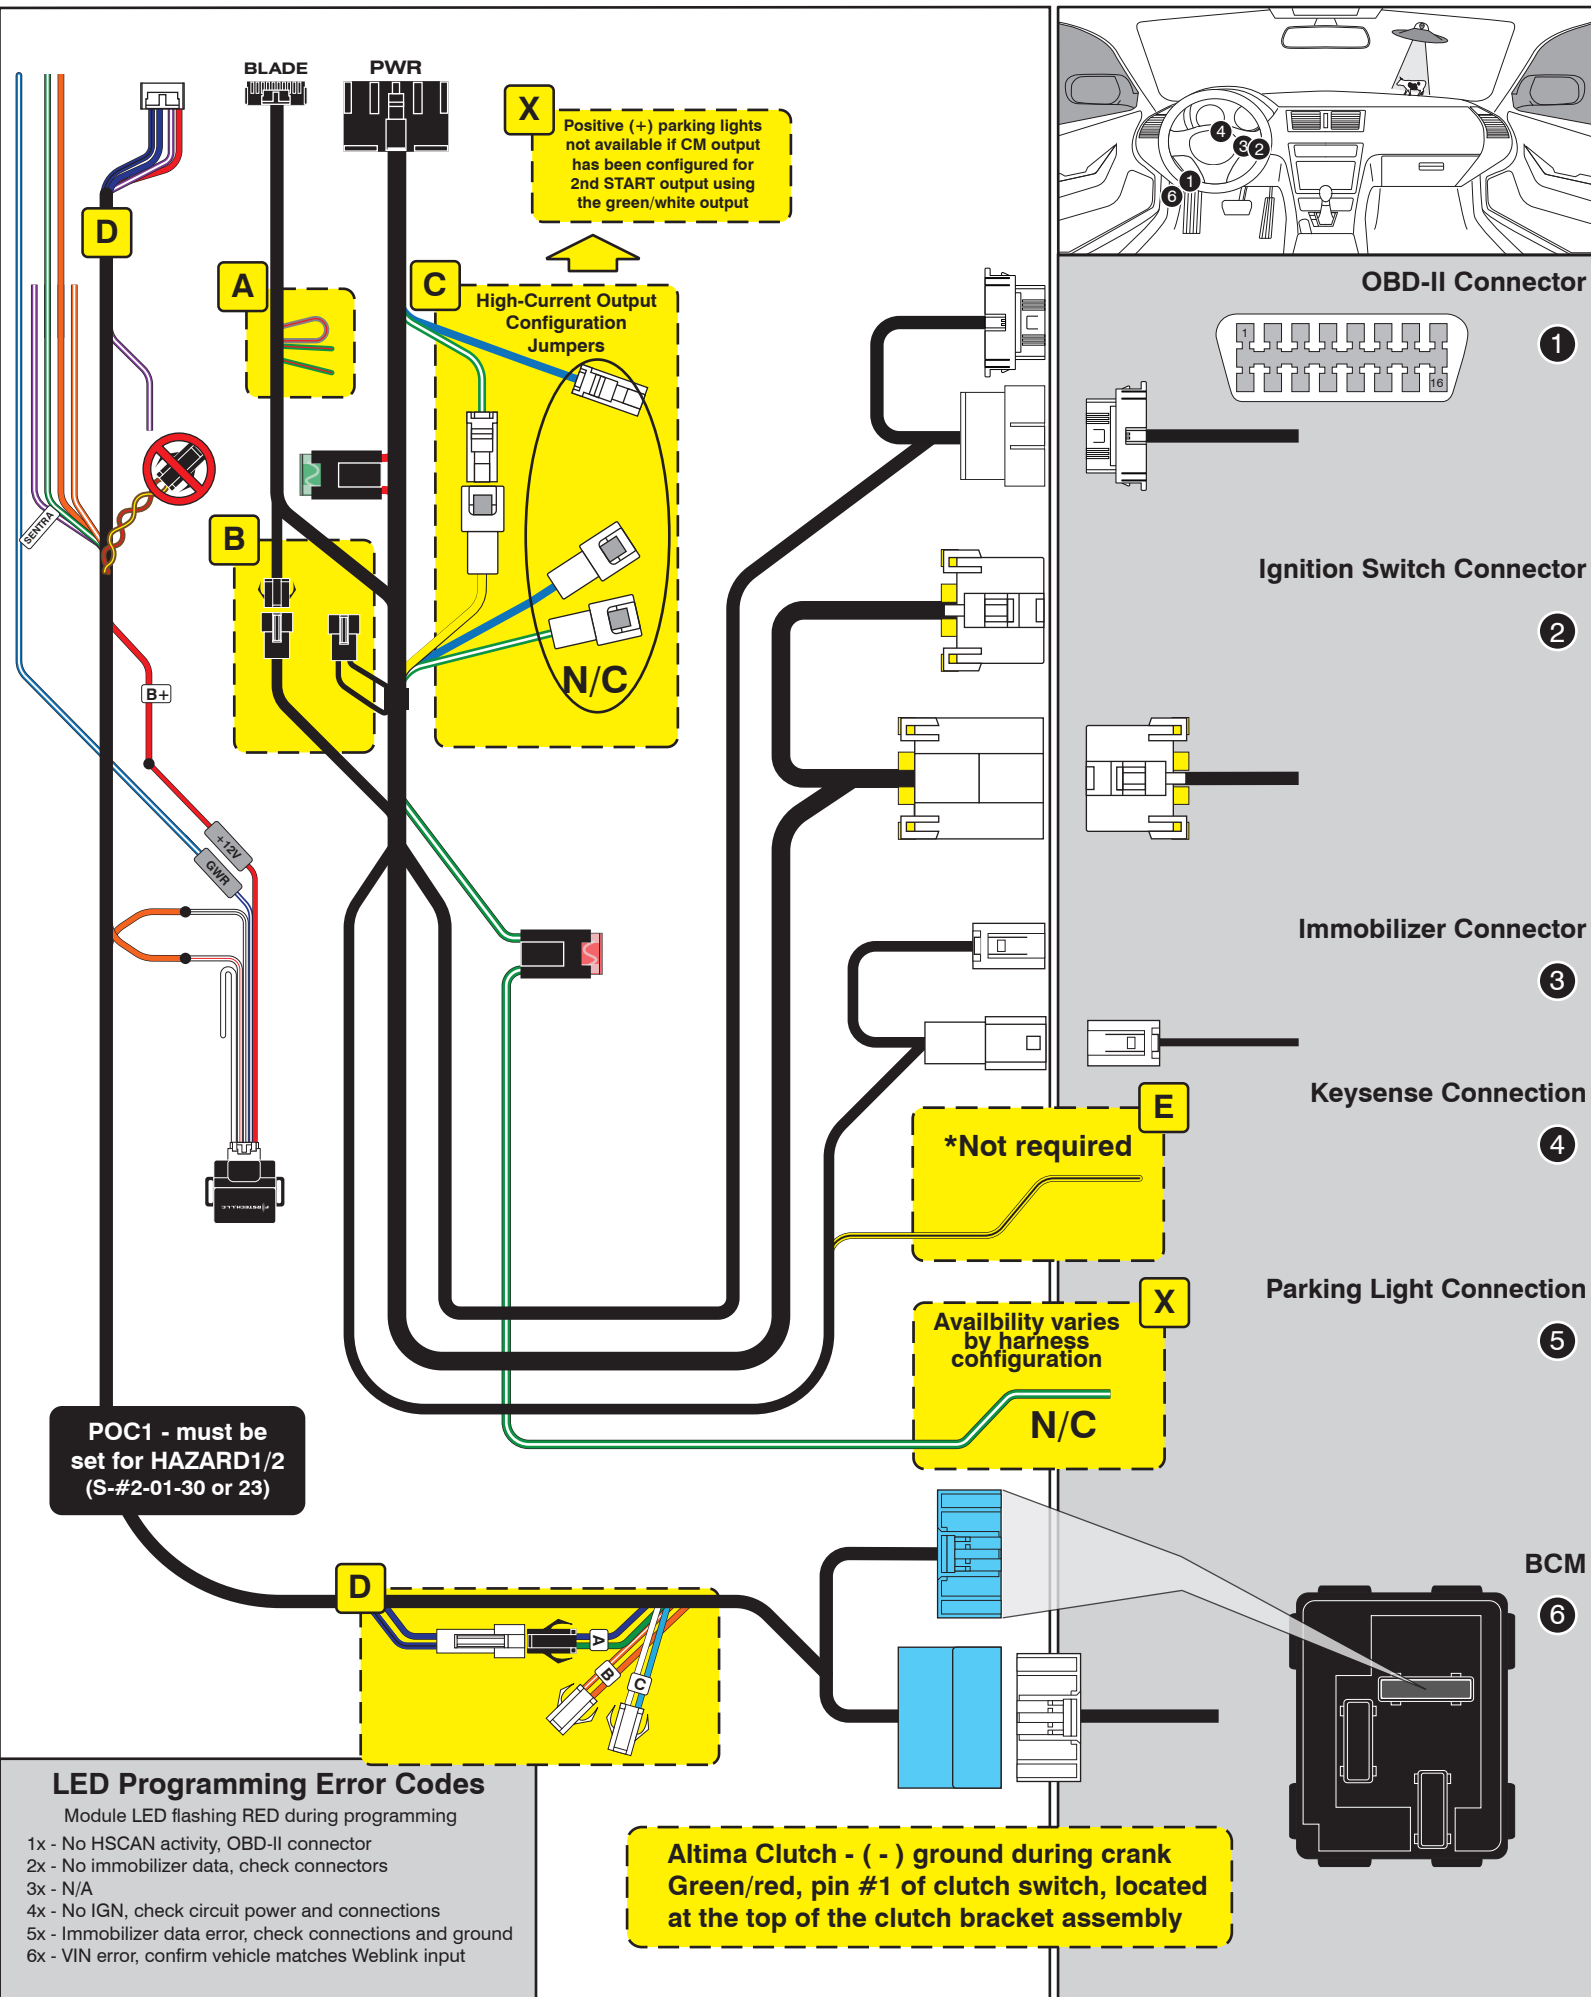 BLADE
PWR
X
Positive (+) parking lights
not available if CM output
has been configured for
2nd START output using
the green/white output
4
3
2
1
6
D
A
C
High-Current Output
Configuration
Jumpers
OBD-II Connector
1
1
16
SENTRA
B
N/C
Ignition Switch Connector
2
B+
+12V
GWR
Immobilizer Connector
3
Keysense Connection
4
E
*Not required
Parking Light Connection
5
X
Availbility varies
by harness
configuration
N/C
POC1 - must be
set for HAZARD1/2
(S-#2-01-30 or 23)
BCM
6
D
A
B
C
LED Programming Error Codes
Module LED flashing RED during programming
1x - No HSCAN activity, OBD-II connector
2x - No immobilizer data, check connectors
3x - N/A
4x - No IGN, check circuit power and connections
5x - Immobilizer data error, check connections and ground
6x - VIN error, confirm vehicle matches Weblink input
Altima Clutch - ( - ) ground during crank
Green/red, pin #1 of clutch switch, located
at the top of the clutch bracket assembly